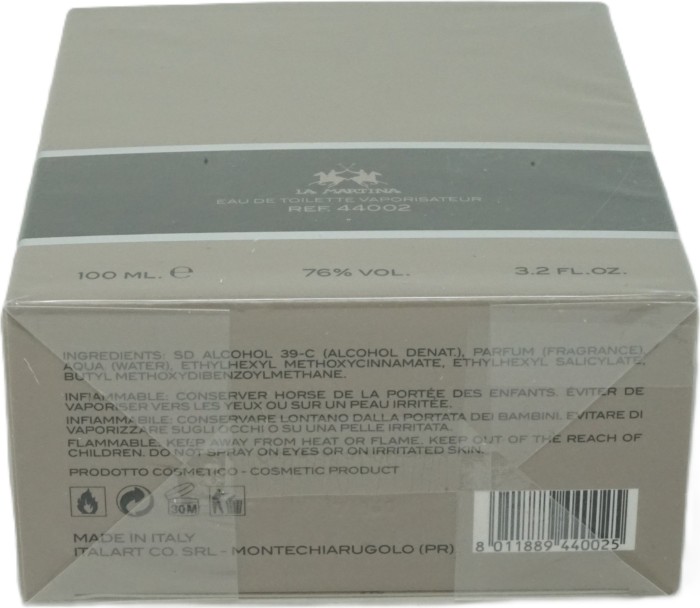 LA MARTINA
EAU DE TOILETTE VAPORISATEUR
REF. 44002
100 ML. ℮ 76% VOL. 3.2 FL.OZ.
INGREDIENTS: SD ALCOHOL 39-C (ALCOHOL DENAT.), PARFUM (FRAGRANCE)
AQUA (WATER), ETHYLHEXYL METHOXYCINNAMATE, ETHYLHEXYL SALICYLATE,
BUTYL METHOXYDIBENZOYLMETHANE.
INFIAMMABLE: CONSERVER HORSE DE LA PORTÉE DES ENFANTS. ÉVITER DE
VAPORISER VERS LES YEUX OU SUR UN PEAU IRRITÉE.
INFIAMMABILE: CONSERVARE LONTANO DALLA PORTATA DEI BAMBINI. EVITARE DI
VAPORIZZARE SUGLI OCCHI O SU UNA PELLE IRRITATA.
FLAMMABLE. KEEP AWAY FROM HEAT OR FLAME. KEEP OUT OF THE REACH OF
CHILDREN. DO NOT SPRAY ON EYES OR ON IRRITATED SKIN.
PRODOTTO COSMETICO - COSMETIC PRODUCT
30M
MADE IN ITALY
ITALART CO. SRL - MONTECHIARUGOLO (PR)
8 011889 440025